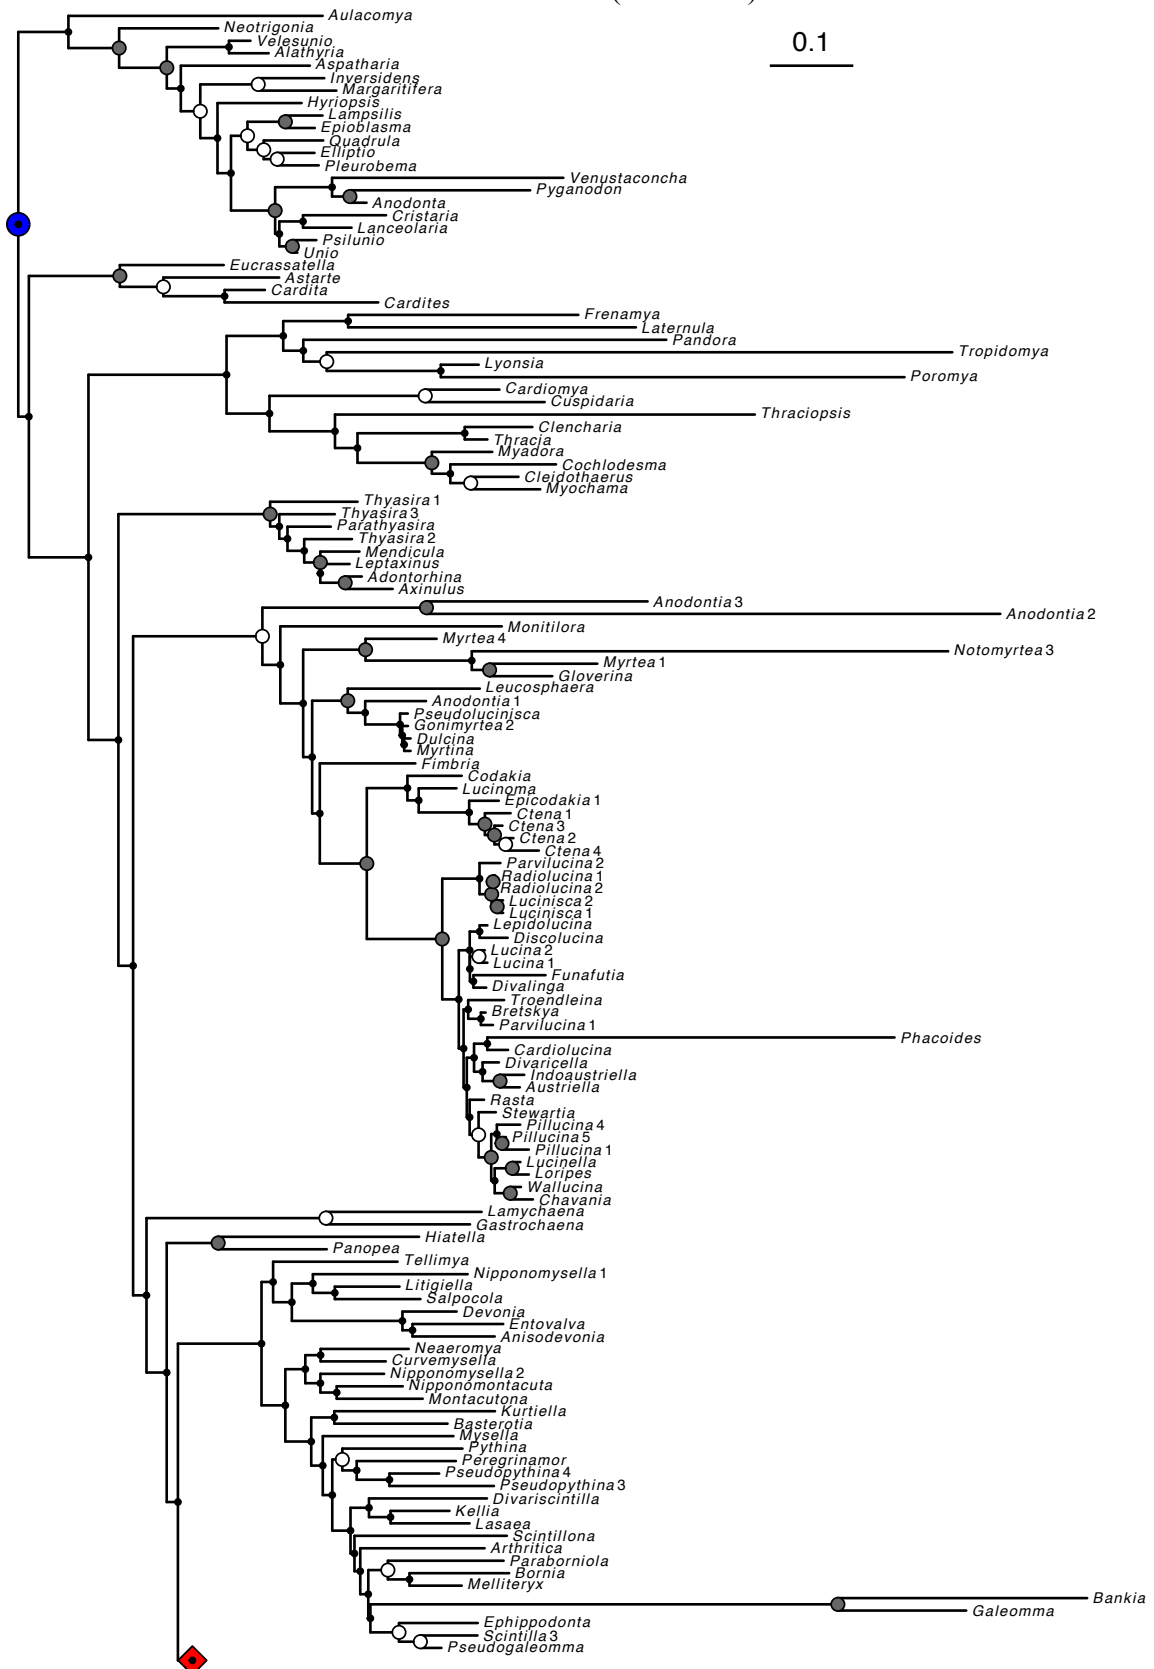 Aulacomya
Neotrigonia
0.1
Velesunio
Alathyria
Aspatharia
Inversidens
Margaritifera
Hyriopsis
Lampsilis
Epioblasma
Quadrula
Elliptio
Pleurobema
Venustaconcha
Pyganodon
Anodonta
Cristaria
Lanceolaria
Psilunio
Unio
Eucrassatella
Astarte
Cardita
Cardites
Frenamya
Laternula
Pandora
Tropidomya
Lyonsia
Poromya
Cardiomya
Cuspidaria
Thraciopsis
Clencharia
Thracia
Myadora
Cochlodesma
Cleidothaerus
Myochama
Thyasira 1
Thyasira 3
Parathyasira
Thyasira 2
Mendicula
Leptaxinus
Adontorhina
Axinulus
Anodontia 3
Anodontia 2
Monitilora
Myrtea 4
Notomyrtea 3
Myrtea 1
Gloverina
Leucosphaera
Anodontia 1
Pseudolucinisca
Gonimyrtea 2
Dulcina
Myrtina
Fimbria
Codakia
Lucinoma
Epicodakia 1
Ctena 1
Ctena 3
Ctena 2
Ctena 4
Parvilucina 2
Radiolucina 1
Radiolucina 2
Lucinisca 2
Lucinisca 1
Lepidolucina
Discolucina
Lucina 2
Lucina 1
Funafutia
Divalinga
Troendleina
Bretskya
Parvilucina 1
Phacoides
Cardiolucina
Divaricella
Indoaustriella
Austriella
Rasta
Stewartia
Pillucina 4
Pillucina 5
Pillucina 1
Lucinella
Loripes
Wallucina
Chavania
Lamychaena
Gastrochaena
Hiatella
Panopea
Tellimya
Nipponomysella 1
Litigiella
Salpocola
Devonia
Entovalva
Anisodevonia
Neaeromya
Curvemysella
Nipponomysella 2
Nipponomontacuta
Montacutona
Kurtiella
Basterotia
Mysella
Pythina
Peregrinamor
Pseudopythina 4
Pseudopythina 3
Divariscintilla
Kellia
Lasaea
Scintillona
Arthritica
Paraborniola
Bornia
Melliteryx
Bankia
Galeomma
Ephippodonta
Scintilla 3
Pseudogaleomma